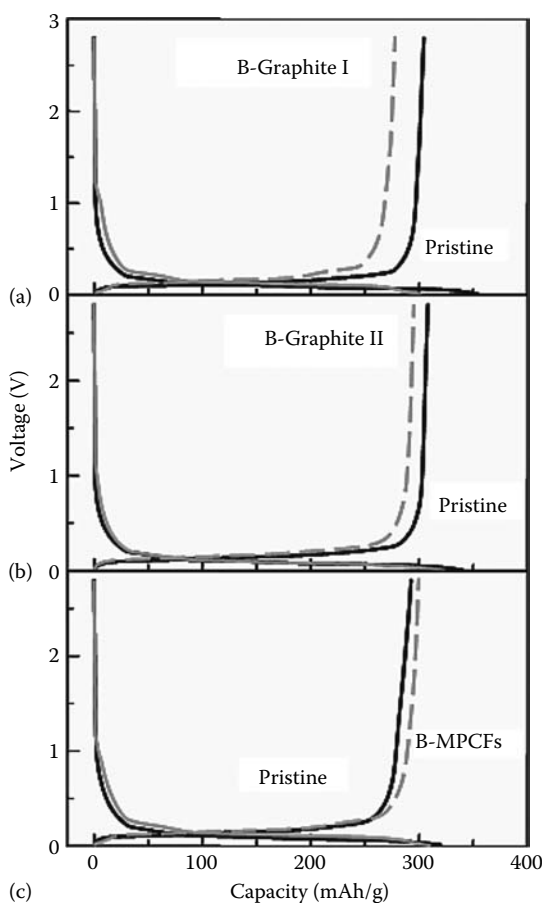 3
B-Graphite I
2
1
Pristine
(a)
0
B-Graphite II
2
Voltage (V)
1
Pristine
(b)
0
2
B-MPCFs
1
Pristine
0
0
100
200
300
400
(c)
Capacity (mAh/g)